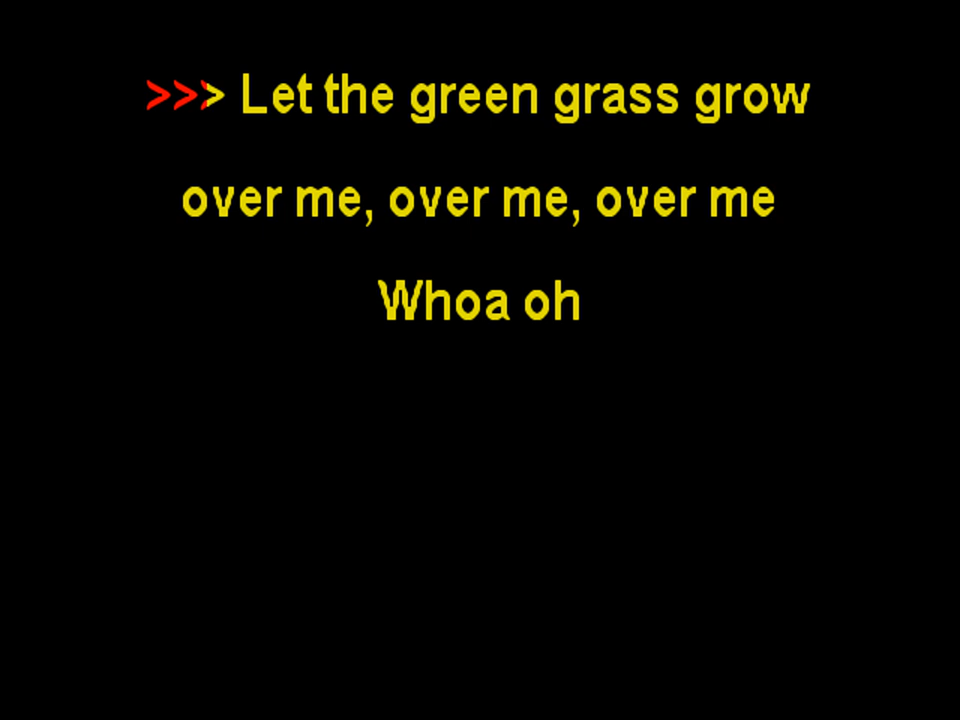 >>>> Let the green grass grow
over me, over me, over me
Whoa oh